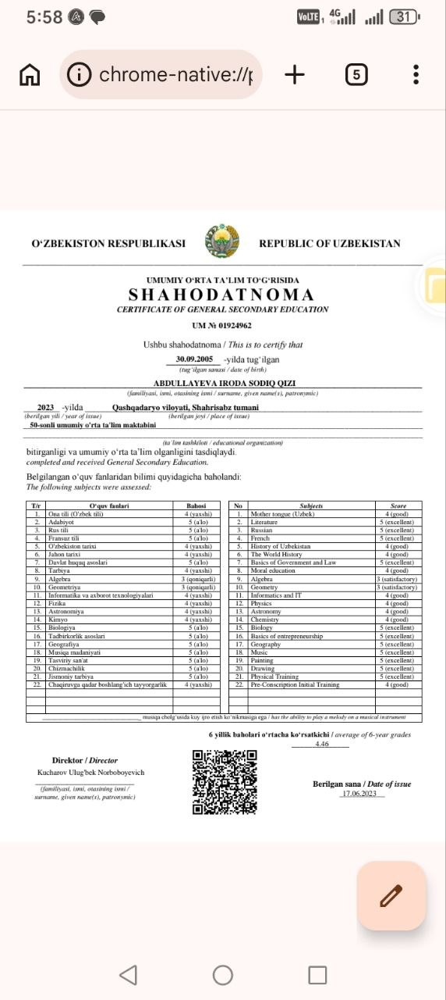 5:58
VoLTE 1 4G 31
chrome-native://p
5
O‘ZBEKISTON RESPUBLIKASI REPUBLIC OF UZBEKISTAN
UMUMIY O‘RTA TA’LIM TO‘G‘RISIDA
SHAHODATNOMA
CERTIFICATE OF GENERAL SECONDARY EDUCATION
UM № 01924962
Ushbu shahodatnoma / This is to certify that
30.09.2005 -yilda tug‘ilgan
(tug‘ilgan sanasi / date of birth)
ABDULLAYEVA IRODA SODIQ QIZI
(familiyasi, ismi, otasining ismi / surname, given name(s), patronymic)
2023 -yilda Qashqadaryo viloyati, Shahrisabz tumani
(berilgan yili / year of issue) (berilgan joyi / place of issue)
50-sonli umumiy o'rta ta'lim maktabini
(ta’lim tashkiloti / educational organization)
bitirganligi va umumiy o‘rta ta’lim olganligini tasdiqlaydi.
completed and received General Secondary Education.
Belgilangan o‘quv fanlaridan bilimi quyidagicha baholandi:
The following subjects were assessed:
T/r O‘quv fanlari Bahosi No Subjects Score
1. Ona tili (O'zbek tili) 4 (yaxshi) 1. Mother tongue (Uzbek) 4 (good)
2. Adabiyot 5 (a'lo) 2. Literature 5 (excellent)
3. Rus tili 5 (a'lo) 3. Russian 5 (excellent)
4. Fransuz tili 5 (a'lo) 4. French 5 (excellent)
5. O'zbekiston tarixi 4 (yaxshi) 5. History of Uzbekistan 4 (good)
6. Jahon tarixi 4 (yaxshi) 6. The World History 4 (good)
7. Davlat huquq asoslari 5 (a'lo) 7. Basics of Government and Law 5 (excellent)
8. Tarbiya 4 (yaxshi) 8. Moral education 4 (good)
9. Algebra 3 (qoniqarli) 9. Algebra 3 (satisfactory)
10. Geometriya 3 (qoniqarli) 10. Geometry 3 (satisfactory)
11. Informatika va axborot texnologiyalari 4 (yaxshi) 11. Informatics and IT 4 (good)
12. Fizika 4 (yaxshi) 12. Physics 4 (good)
13. Astronomiya 4 (yaxshi) 13. Astronomy 4 (good)
14. Kimyo 4 (yaxshi) 14. Chemistry 4 (good)
15. Biologiya 5 (a'lo) 15. Biology 5 (excellent)
16. Tadbirkorlik asoslari 5 (a'lo) 16. Basics of entrepreneurship 5 (excellent)
17. Geografiya 5 (a'lo) 17. Geography 5 (excellent)
18. Musiqa madaniyati 5 (a'lo) 18. Music 5 (excellent)
19. Tasviriy san'at 5 (a'lo) 19. Painting 5 (excellent)
20. Chizmachilik 5 (a'lo) 20. Drawing 5 (excellent)
21. Jismoniy tarbiya 5 (a'lo) 21. Physical Training 5 (excellent)
22. Chaqiruvga qadar boshlang'ich tayyorgarlik 4 (yaxshi) 22. Pre-Conscription Initial Training 4 (good)
musiqa cholg‘usida kuy ijro etish ko‘nikmasiga ega / has the ability to play a melody on a musical instrument
6 yillik baholari o‘rtacha ko‘rsatkichi / average of 6-year grades
4.46
Direktor / Director
Kucharov Ulug'bek Norboboyevich
(familiyasi, ismi, otasining ismi /
surname, given name(s), patronymic)
Berilgan sana / Date of issue
17.06.2023